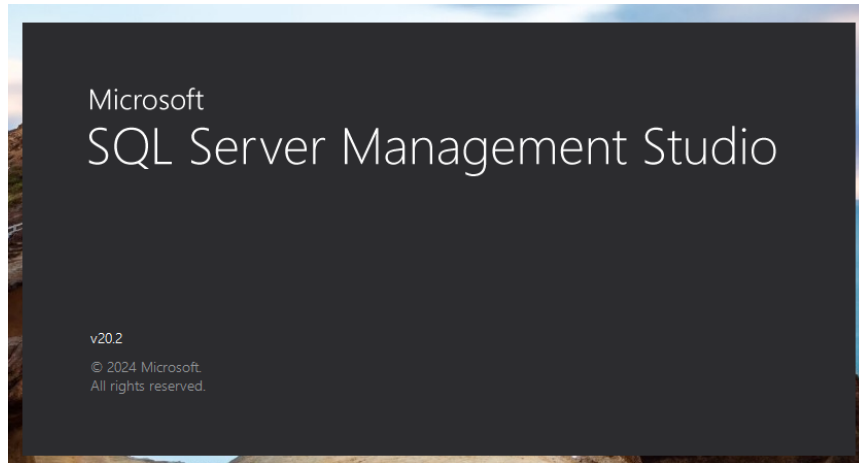 Microsoft
SQL Server Management Studio
v20.2
© 2024 Microsoft.
All rights reserved.